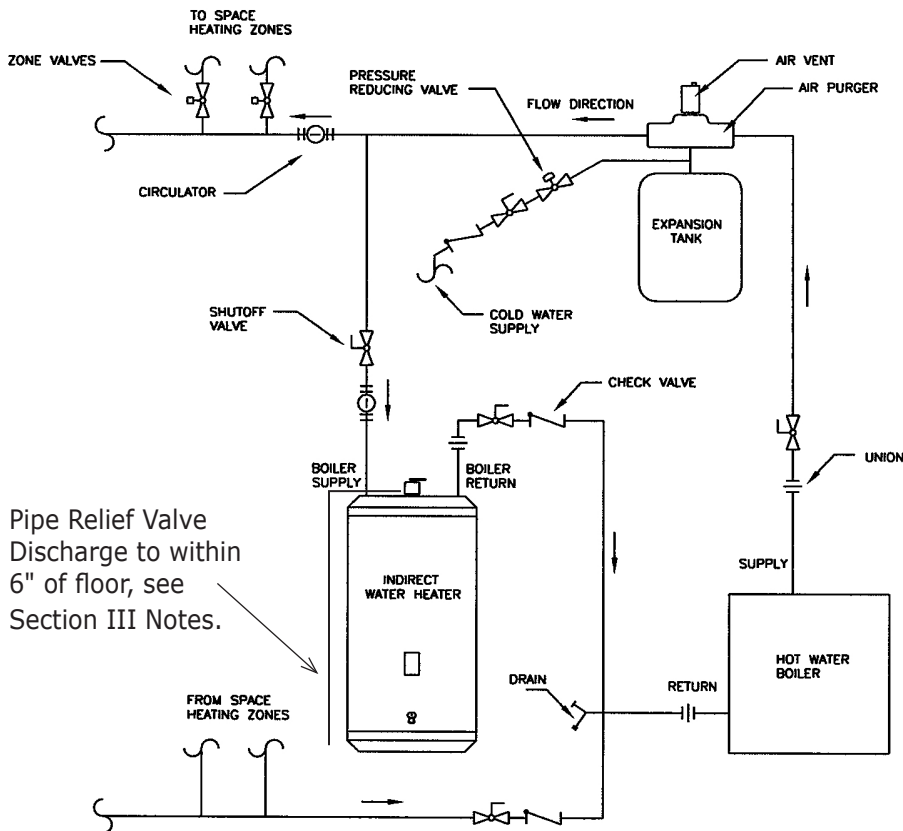 TO SPACE
HEATING ZONES
ZONE VALVES
PRESSURE
REDUCING VALVE
AIR VENT
AIR PURGER
FLOW DIRECTION
CIRCULATOR
EXPANSION
TANK
COLD WATER
SUPPLY
SHUTOFF
VALVE
CHECK VALVE
UNION
BOILER
SUPPLY
BOILER
RETURN
Pipe Relief Valve
Discharge to within
6" of floor, see
Section III Notes.
INDIRECT
WATER HEATER
SUPPLY
HOT WATER
BOILER
DRAIN
RETURN
FROM SPACE
HEATING ZONES